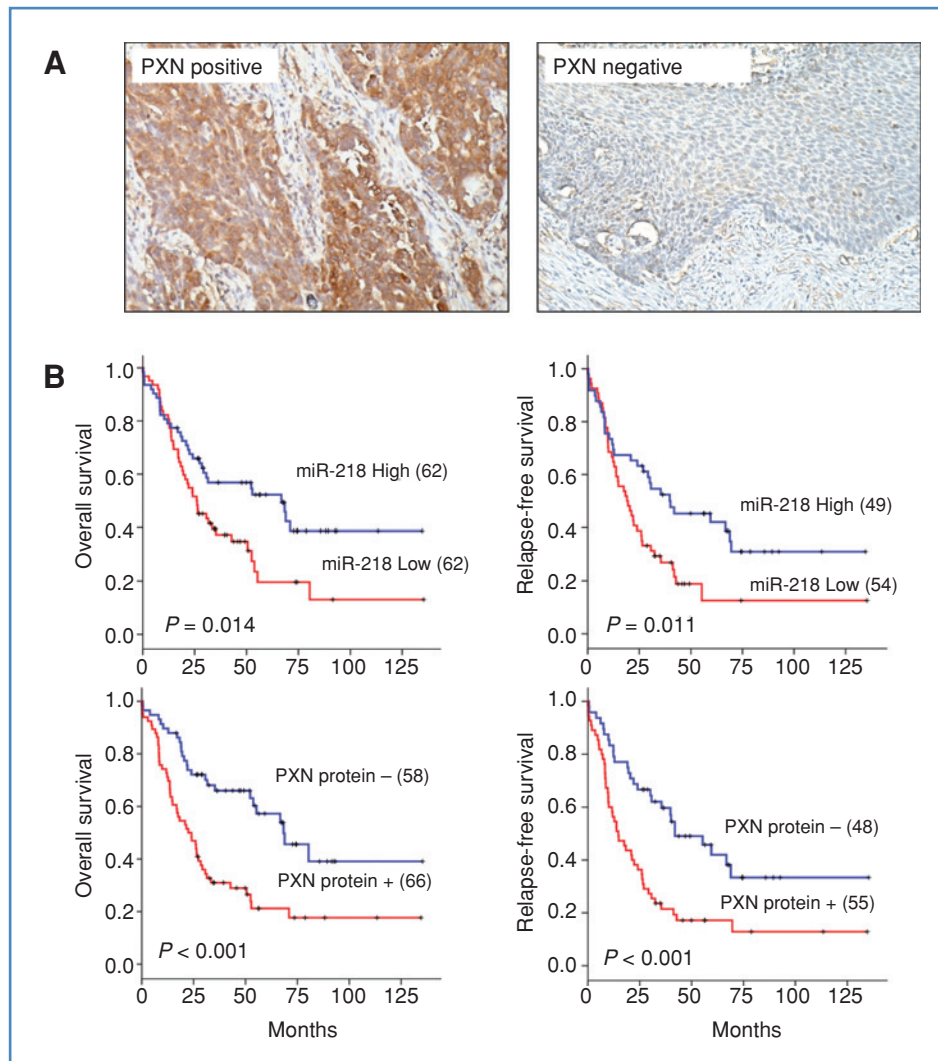 A
PXN positive
PXN negative
B
Overall survival
1.0
0.8
0.6
0.4
0.2
0.0
miR-218 High (62)
miR-218 Low (62)
P = 0.014
0 25 50 75 100 125
Relapse-free survival
1.0
0.8
0.6
0.4
0.2
0.0
miR-218 High (49)
miR-218 Low (54)
P = 0.011
0 25 50 75 100 125
Overall survival
1.0
0.8
0.6
0.4
0.2
0.0
PXN protein – (58)
PXN protein + (66)
P < 0.001
0 25 50 75 100 125
Months
Relapse-free survival
1.0
0.8
0.6
0.4
0.2
0.0
PXN protein – (48)
PXN protein + (55)
P < 0.001
0 25 50 75 100 125
Months